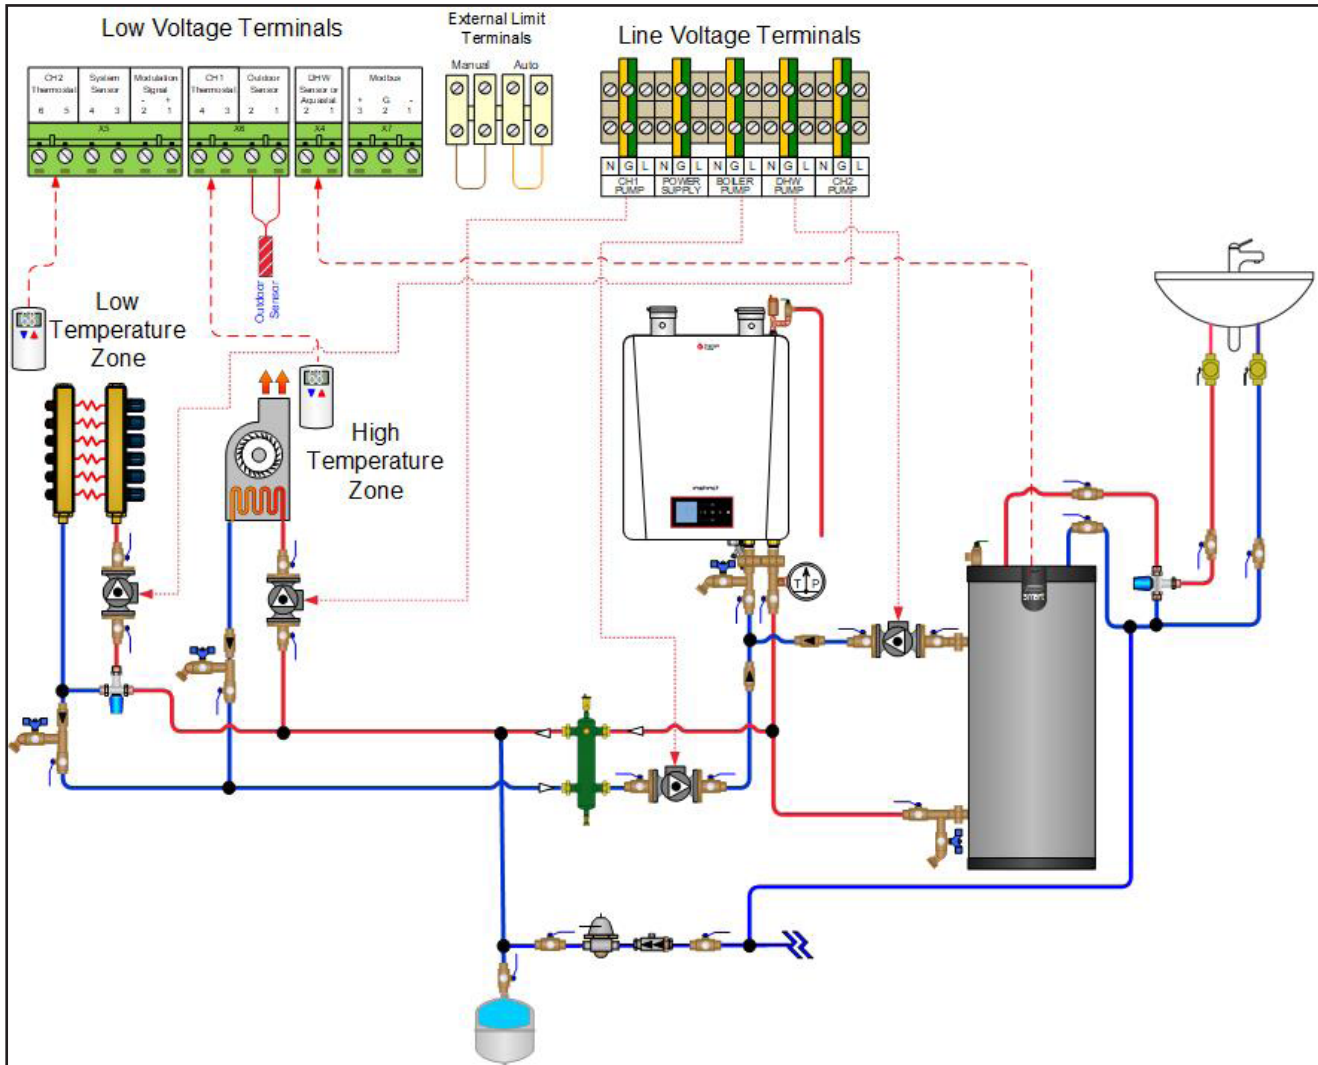 Low Voltage Terminals
External Limit
Terminals
Line Voltage Terminals
Manual Auto
CH2
Thermostat
6 5
System
Sensor
4 3
Modulation
Signal
- +
2 1
X5
CH1
Thermostat
4 3
Outdoor
Sensor
2 1
X6
DHW
Sensor or
Aquastat
2 1
X4
Modbus
+ G -
3 2 1
X7
N G L N G L N G L N G L N G L
CH1
PUMP
POWER
SUPPLY
BOILER
PUMP
DHW
PUMP
CH2
PUMP
Outdoor
Sensor
Low
Temperature
Zone
High
Temperature
Zone
T P
smart